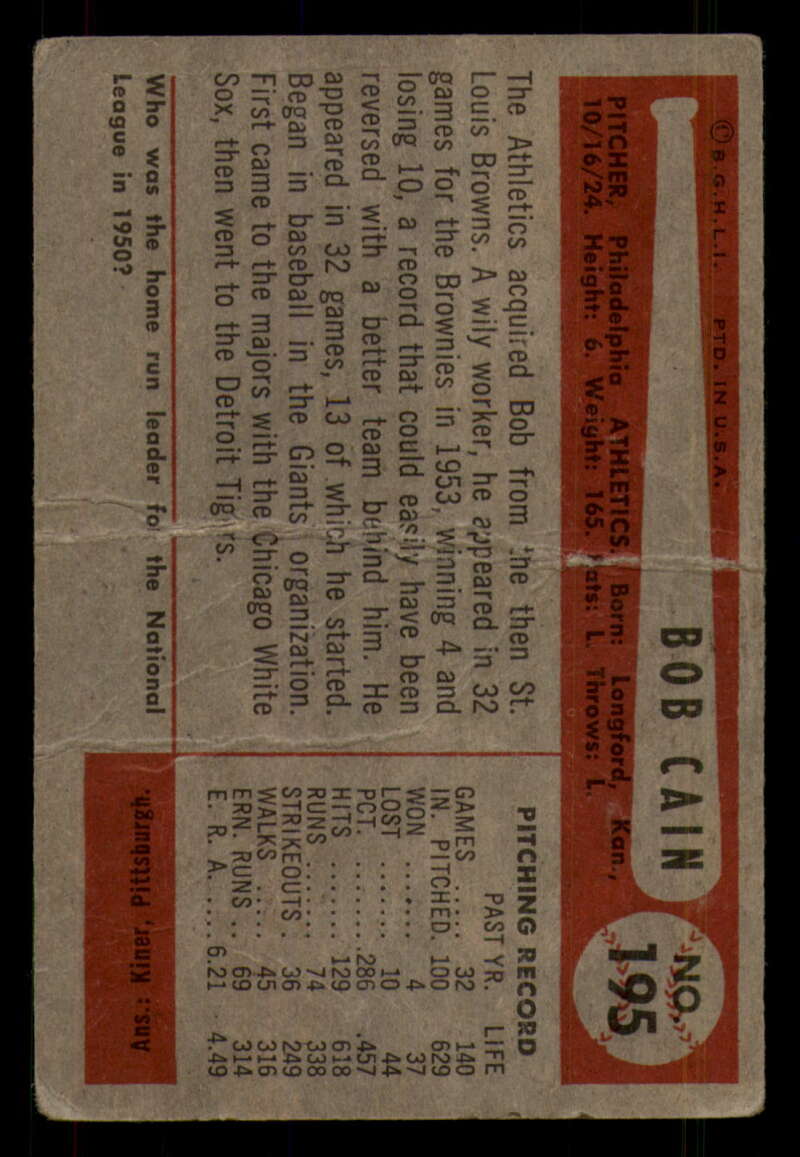 © B. G. H. L. I. PTD. IN U. S. A.
BOB CAIN
NO.
195
PITCHER, Philadelphia ATHLETICS. Born: Longford, Kan.,
10/16/24. Height: 6. Weight: 165. Bats: L. Throws: L.
The Athletics acquired Bob from the then St.
Louis Browns. A wily worker, he appeared in 32
games for the Brownies in 1953, winning 4 and
losing 10, a record that could easily have been
reversed with a better team behind him. He
appeared in 32 games, 13 of which he started.
Began in baseball in the Giants organization.
First came to the majors with the Chicago White
Sox, then went to the Detroit Tigers.
PITCHING RECORD
PAST YR. LIFE
GAMES ..... 32 140
IN. PITCHED. 100 629
WON ....... 4 37
LOST ....... 10 44
PCT. ....... .286 .457
HITS ....... 129 618
RUNS ...... 74 338
STRIKEOUTS . 36 249
WALKS ..... 45 316
ERN. RUNS .. 69 314
E. R. A. .... 6.21 4.49
Who was the home run leader for the National
League in 1950?
Ans.: Kiner, Pittsburgh.